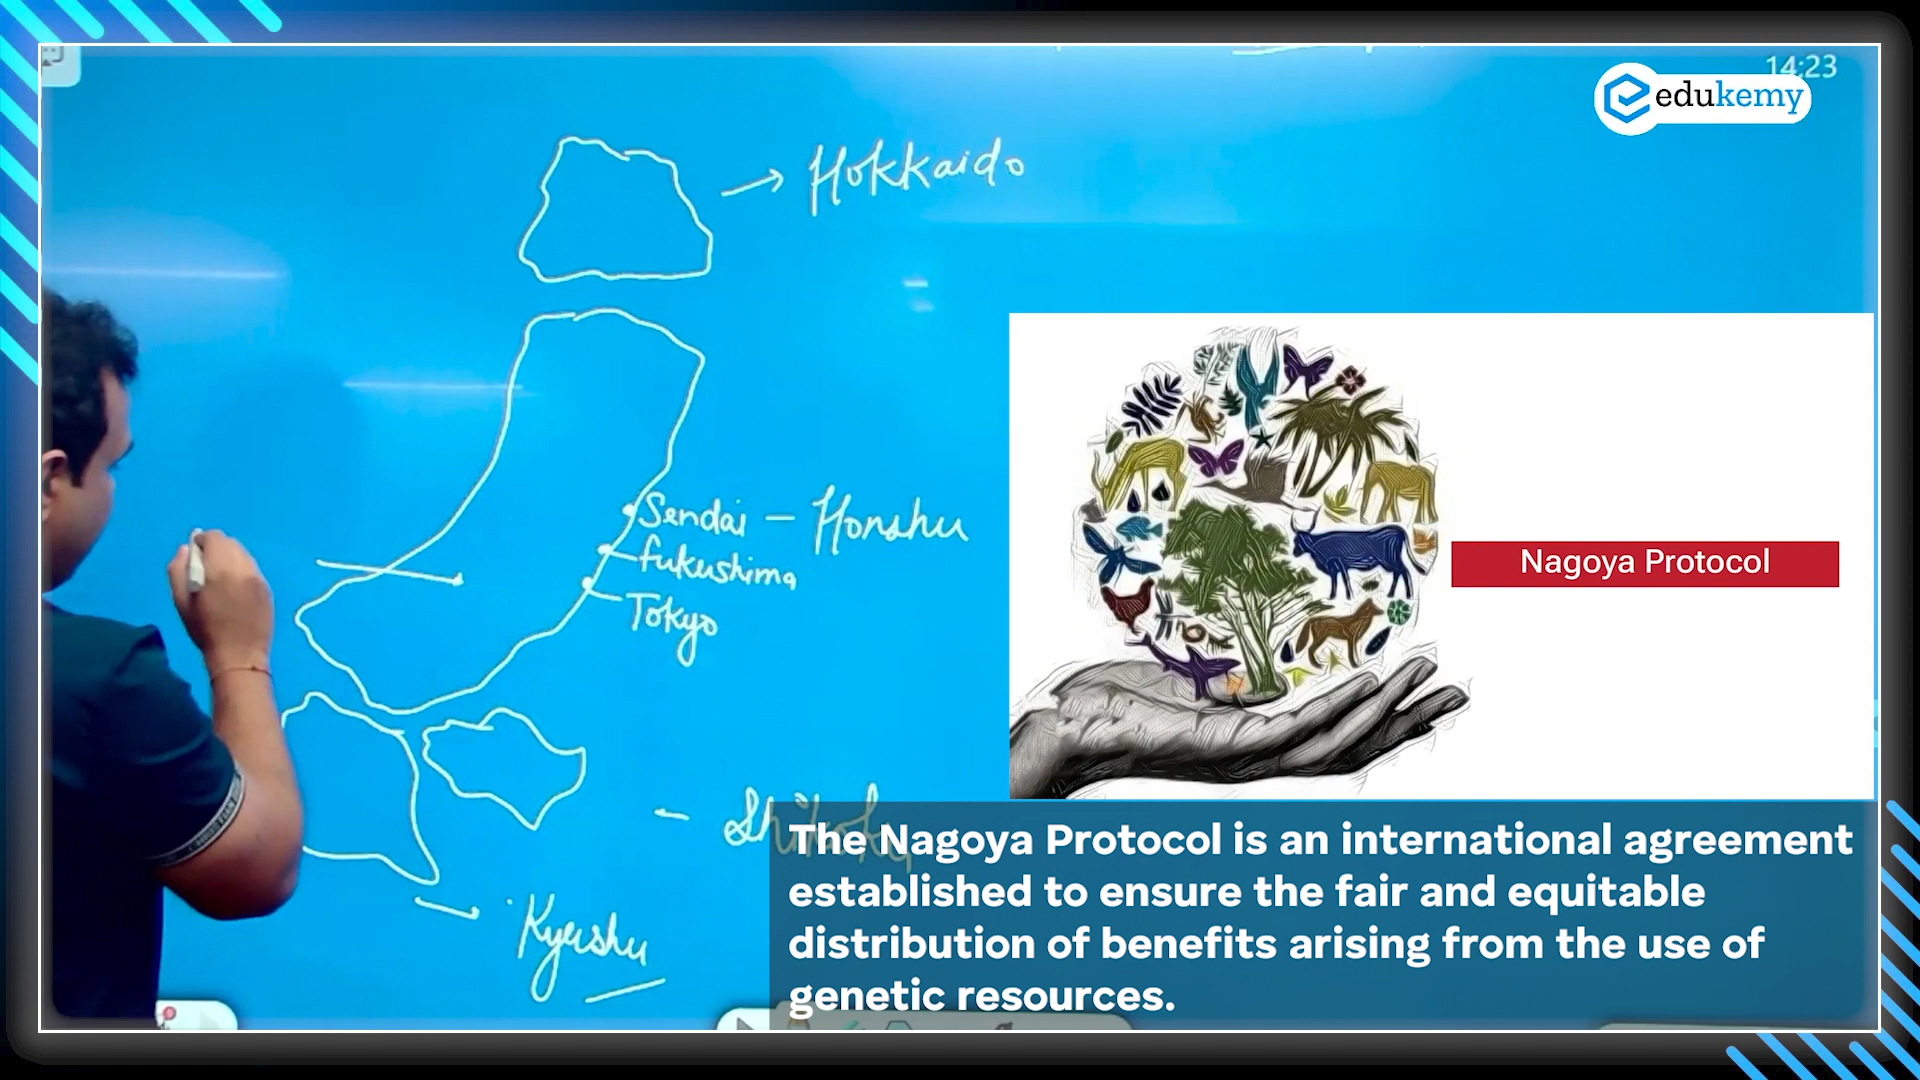 14:23
edukemy
Hokkaido
Sendai - Honshu
fukushima
Tokyo
Nagoya Protocol
Shikoku
The Nagoya Protocol is an international agreement
established to ensure the fair and equitable
distribution of benefits arising from the use of
genetic resources.
Kyushu